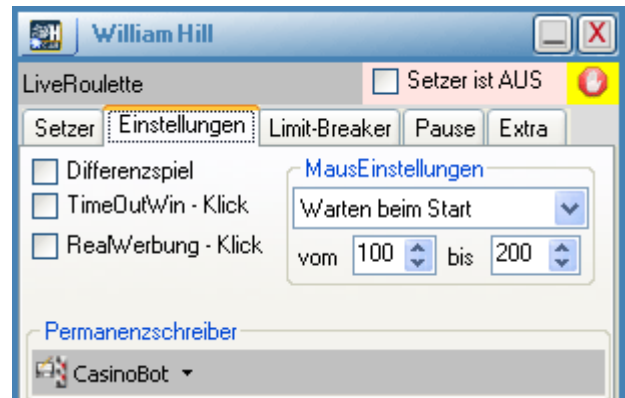 William Hill
LiveRoulette
Setzer ist AUS
Setzer Einstellungen Limit-Breaker Pause Extra
Differenzspiel
TimeOutWin - Klick
RealWerbung - Klick
MausEinstellungen
Warten beim Start
vom 100 bis 200
Permanenzschreiber
CasinoBot